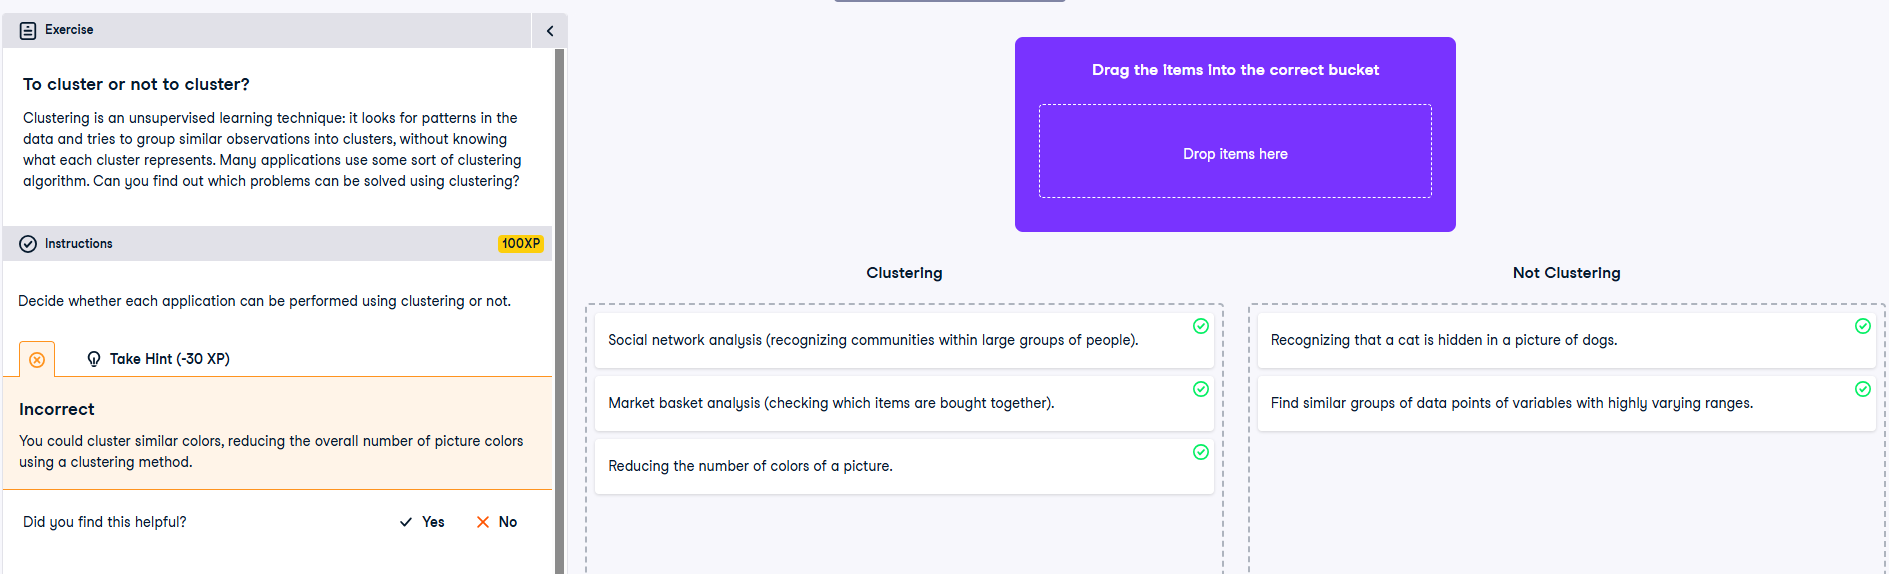 Exercise
To cluster or not to cluster?
Clustering is an unsupervised learning technique: it looks for patterns in the
data and tries to group similar observations into clusters, without knowing
what each cluster represents. Many applications use some sort of clustering
algorithm. Can you find out which problems can be solved using clustering?
Instructions
100XP
Decide whether each application can be performed using clustering or not.
Take Hint (-30 XP)
Incorrect
You could cluster similar colors, reducing the overall number of picture colors
using a clustering method.
Did you find this helpful?
Yes
No
Drag the items into the correct bucket
Drop items here
Clustering
Social network analysis (recognizing communities within large groups of people).
Market basket analysis (checking which items are bought together).
Reducing the number of colors of a picture.
Not Clustering
Recognizing that a cat is hidden in a picture of dogs.
Find similar groups of data points of variables with highly varying ranges.